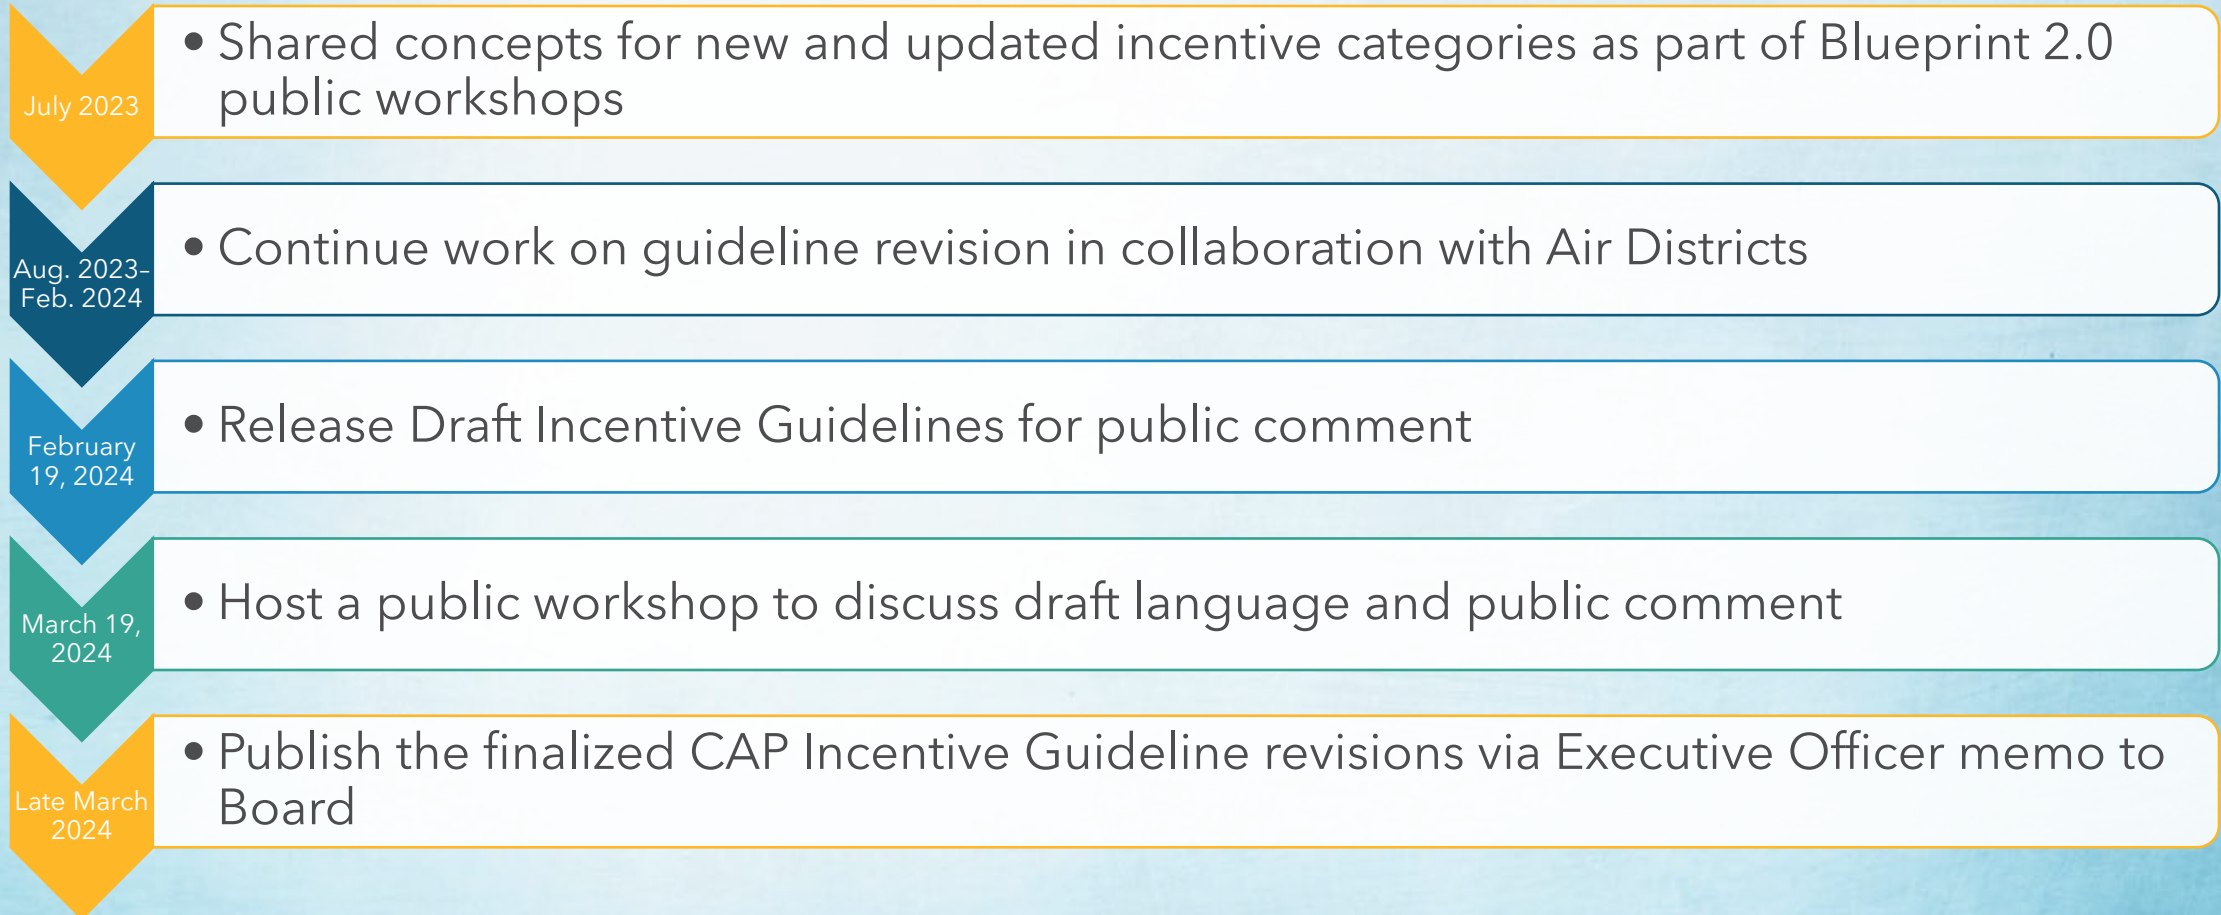 July 2023
• Shared concepts for new and updated incentive categories as part of Blueprint 2.0
public workshops
Aug. 2023–
Feb. 2024
• Continue work on guideline revision in collaboration with Air Districts
February
19, 2024
• Release Draft Incentive Guidelines for public comment
March 19,
2024
• Host a public workshop to discuss draft language and public comment
Late March
2024
• Publish the finalized CAP Incentive Guideline revisions via Executive Officer memo to
Board